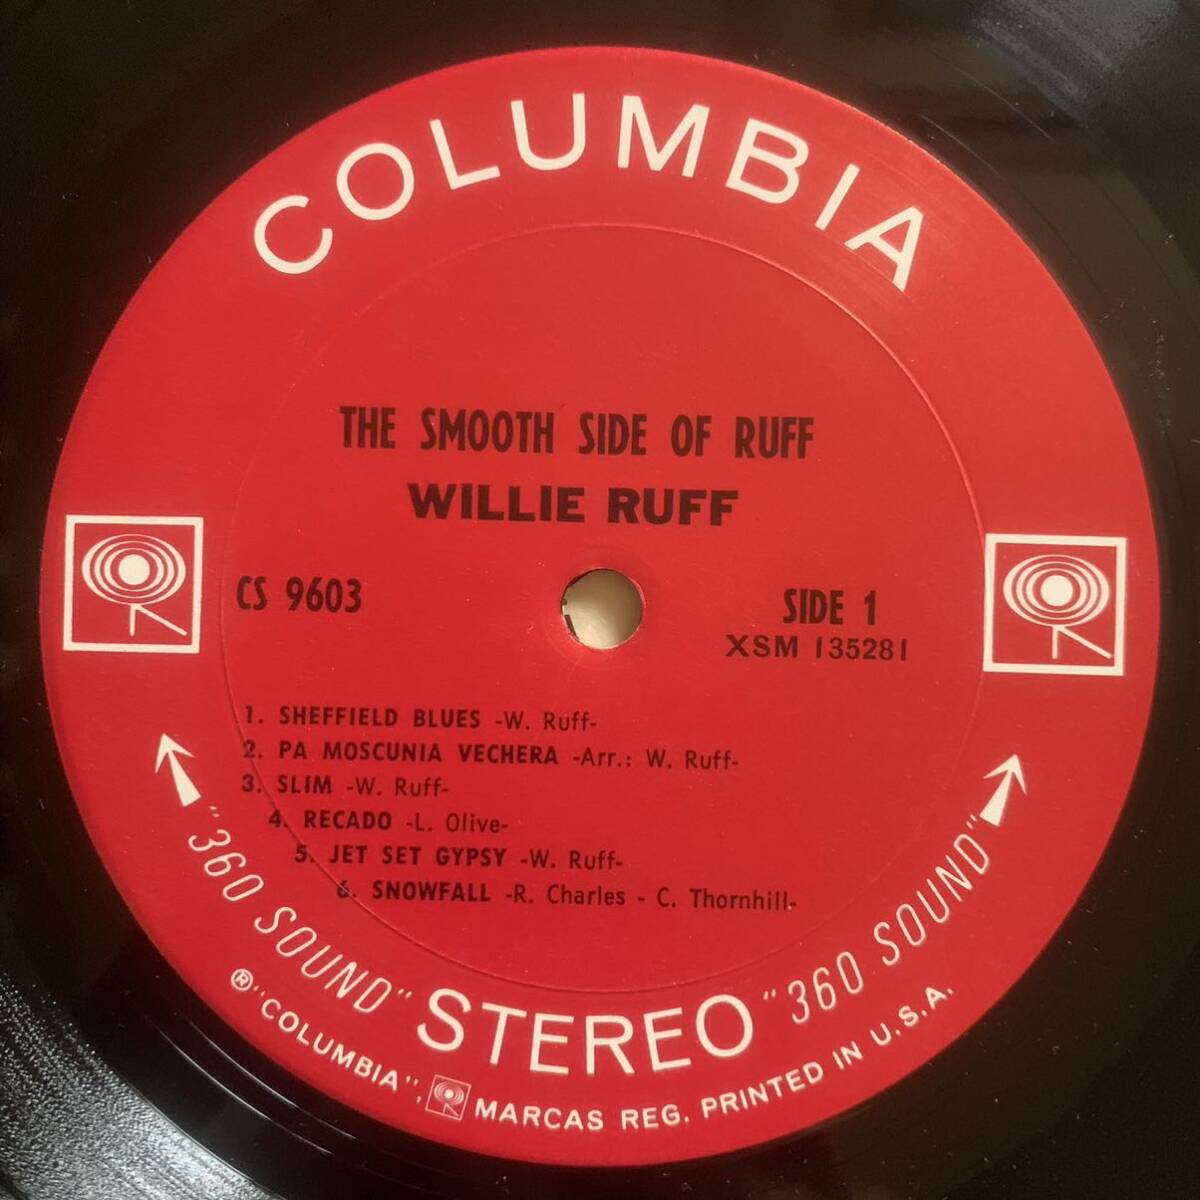 COLUMBIA
THE SMOOTH SIDE OF RUFF
WILLIE RUFF
CS 9603
SIDE 1
XSM 135281
1. SHEFFIELD BLUES -W. Ruff-
2. PA MOSCUNIA VECHERA -Arr.: W. Ruff-
3. SLIM -W. Ruff-
4. RECADO -L. Olive-
5. JET SET GYPSY -W. Ruff-
6. SNOWFALL -R. Charles - C. Thornhill-
"360 SOUND" STEREO "360 SOUND"
® "COLUMBIA", MARCAS REG. PRINTED IN U.S.A.